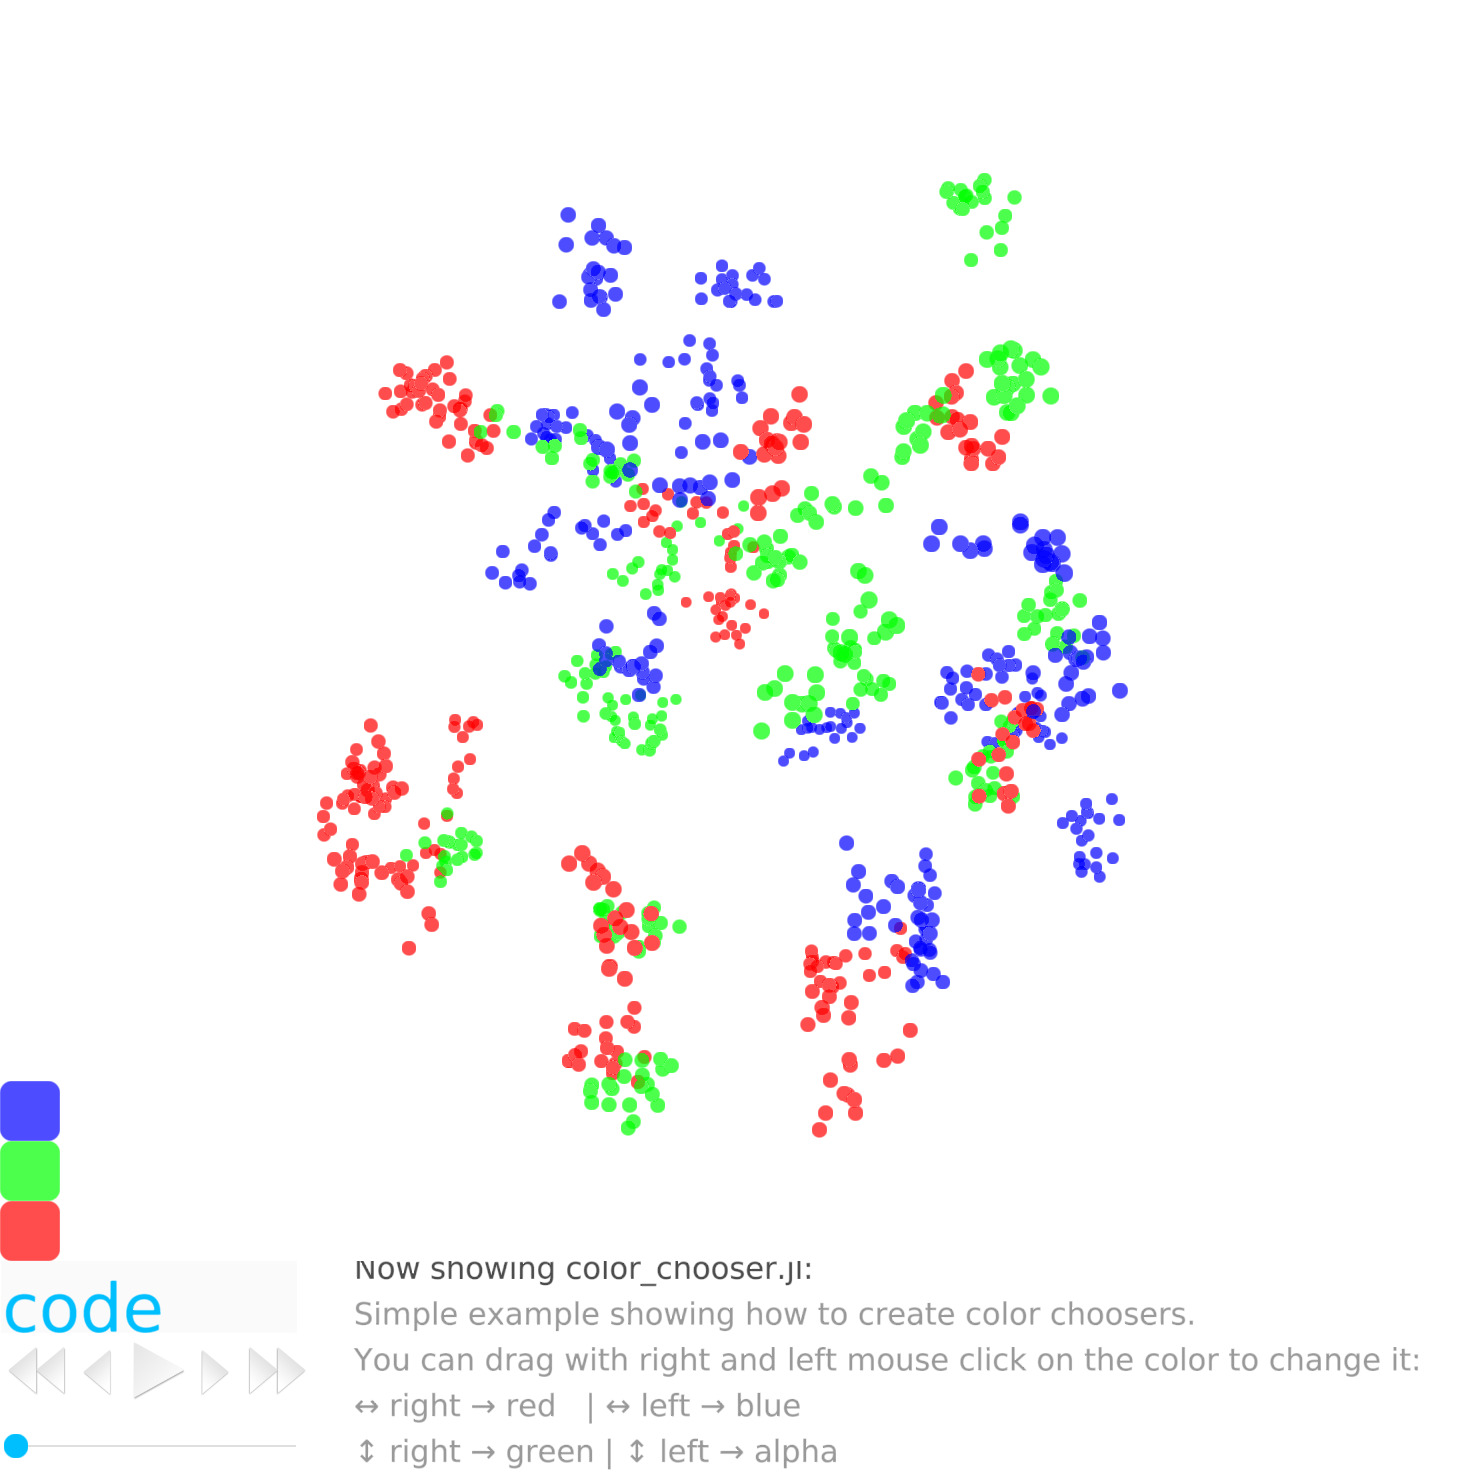 code
Now showing color_chooser.jl:
Simple example showing how to create color choosers.
You can drag with right and left mouse click on the color to change it:
↔ right → red | ↔ left → blue
↕ right → green | ↕ left → alpha